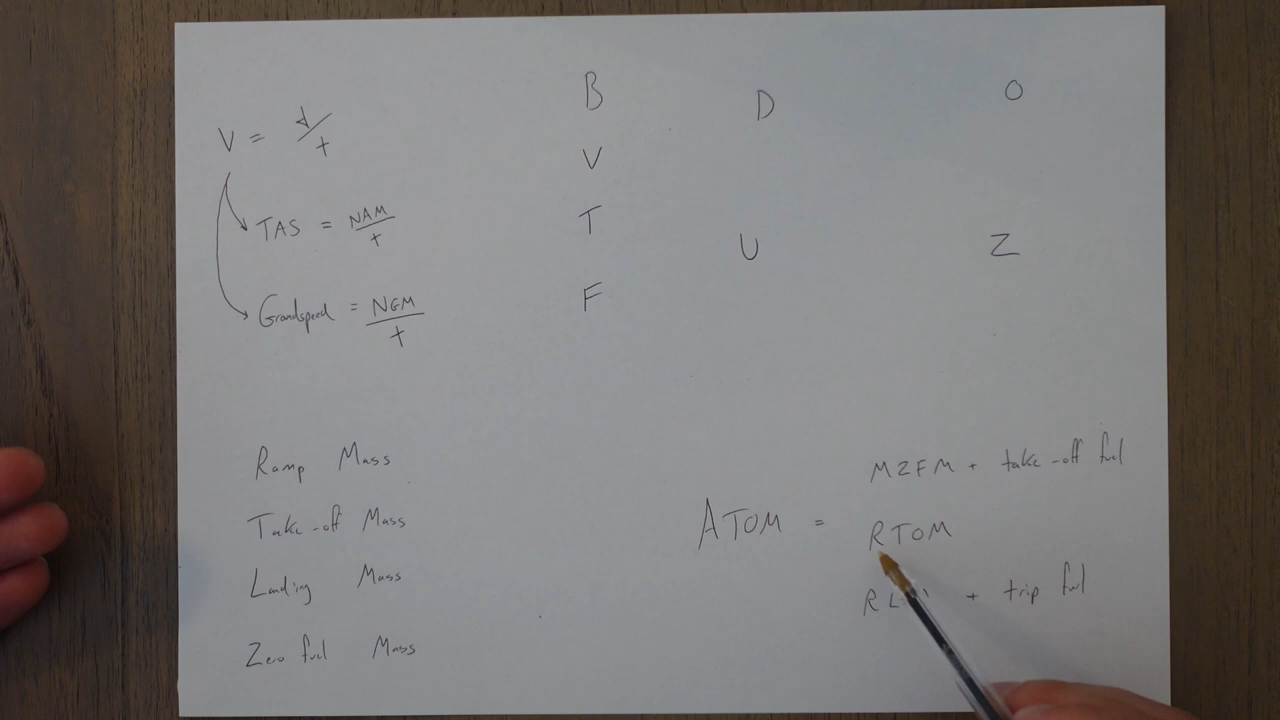 V = d/t
TAS = NAM/t
Groundspeed = NGM/t
B
V
T
F
D
U
O
Z
Ramp Mass
Take-off Mass
Landing Mass
Zero fuel Mass
MZFM + take-off fuel
ATOM = RTOM
+ trip fuel